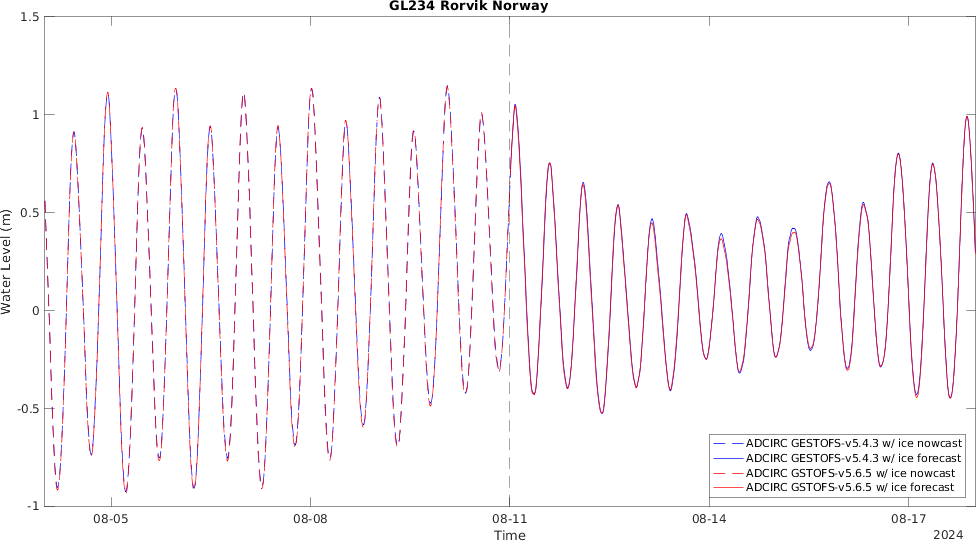 GL234 Rorvik Norway
1.5
1
0.5
0
-0.5
-1
Water Level (m)
08-05
08-08
08-11
08-14
08-17
Time
2024
ADCIRC GESTOFS-v5.4.3 w/ ice nowcast
ADCIRC GESTOFS-v5.4.3 w/ ice forecast
ADCIRC GSTOFS-v5.6.5 w/ ice nowcast
ADCIRC GSTOFS-v5.6.5 w/ ice forecast